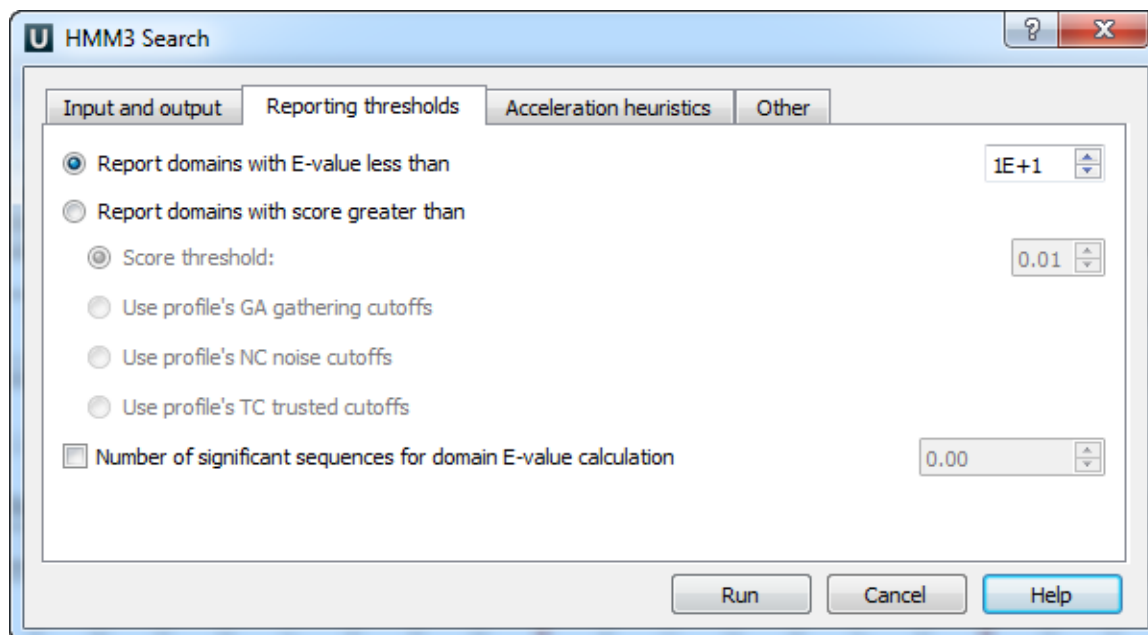 U HMM3 Search ? X
Input and output Reporting thresholds Acceleration heuristics Other
Report domains with E-value less than 1E+1
Report domains with score greater than
Score threshold: 0.01
Use profile's GA gathering cutoffs
Use profile's NC noise cutoffs
Use profile's TC trusted cutoffs
Number of significant sequences for domain E-value calculation 0.00
Run Cancel Help